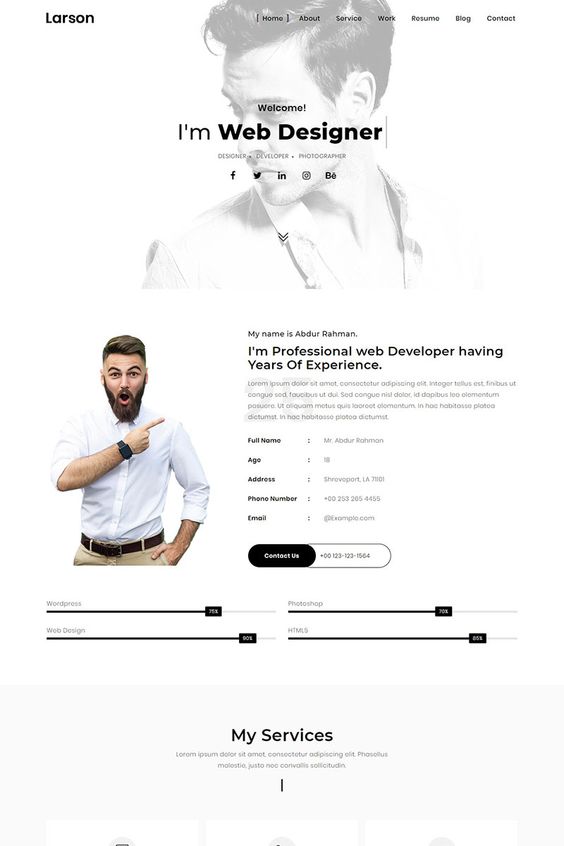 Larson
[ Home ] About Service Work Resume Blog Contact
Welcome!
I'm Web Designer
DESIGNER • DEVELOPER • PHOTOGRAPHER
My name is Abdur Rahman.
I'm Professional web Developer having
Years Of Experience.
Lorem ipsum dolor sit amet, consectetur adipiscing elit. Integer tellus est, finibus ut
congue sed, faucibus ut dui. Sed congue nisl dolor, id dapibus leo elementum
posuere. Ut aliquam metus quis laoreet elementum. In hac habitasse platea
dictumst. In hac habitasse platea dictumst.
Full Name : Mr. Abdur Rahman
Age : 18
Address : Shreveport, LA 71101
Phono Number : +00 253 265 4455
Email : @Example.com
Contact Us +00 123-123-1564
Wordpress
75%
Photoshop
70%
Web Design
90%
HTML5
85%
My Services
Lorem ipsum dolor sit amet, consectetur adipiscing elit. Phasellus
molestio, justo noc convallis sollicitudin.